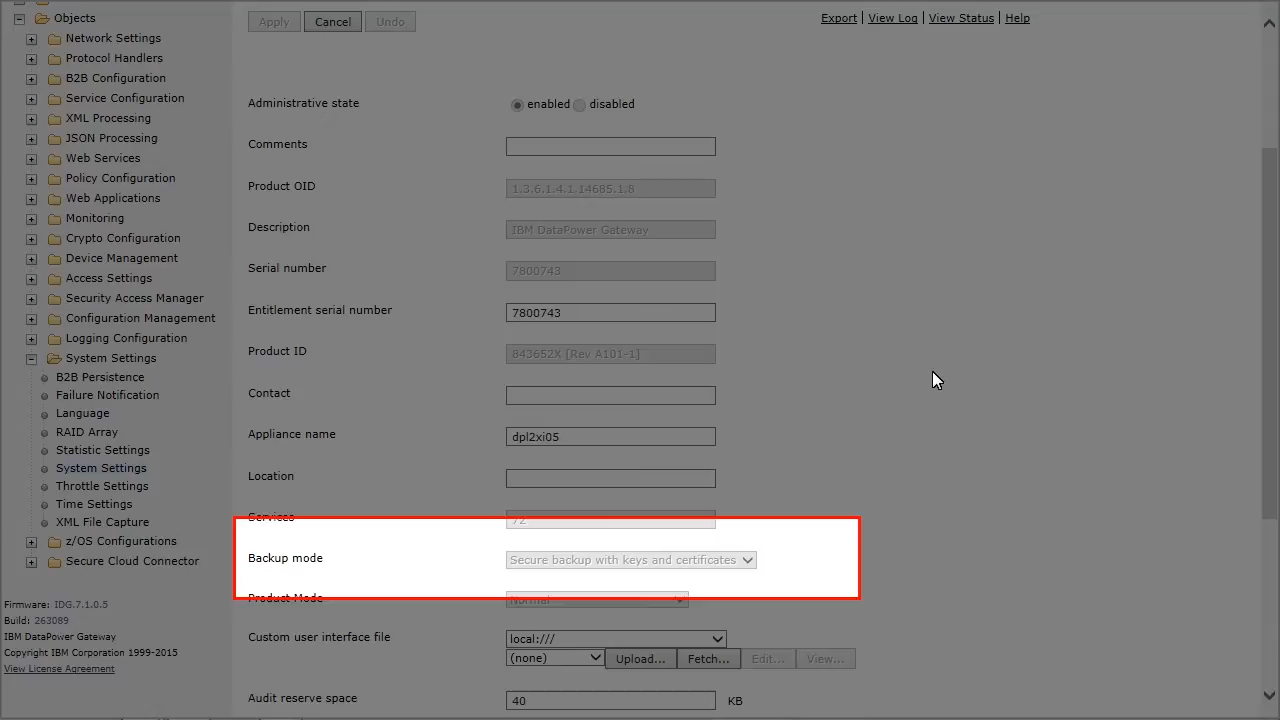 Objects
Network Settings
Protocol Handlers
B2B Configuration
Service Configuration
XML Processing
JSON Processing
Web Services
Policy Configuration
Web Applications
Monitoring
Crypto Configuration
Device Management
Access Settings
Security Access Manager
Configuration Management
Logging Configuration
System Settings
B2B Persistence
Failure Notification
Language
RAID Array
Statistic Settings
System Settings
Throttle Settings
Time Settings
XML File Capture
z/OS Configurations
Secure Cloud Connector
Firmware: IDG.7.1.0.5
Build: 263089
IBM DataPower Gateway
Copyright IBM Corporation 1999-2015
View License Agreement
Apply Cancel Undo
Export | View Log | View Status | Help
Administrative state enabled disabled
Comments
Product OID 1.3.6.1.4.1.14685.1.8
Description IBM DataPower Gateway
Serial number 7800743
Entitlement serial number 7800743
Product ID 843652X [Rev A101-1]
Contact
Appliance name dpl2xi05
Location
Services 72
Backup mode Secure backup with keys and certificates
Product Mode Normal
Custom user interface file local:///
(none) Upload... Fetch... Edit... View...
Audit reserve space 40 KB